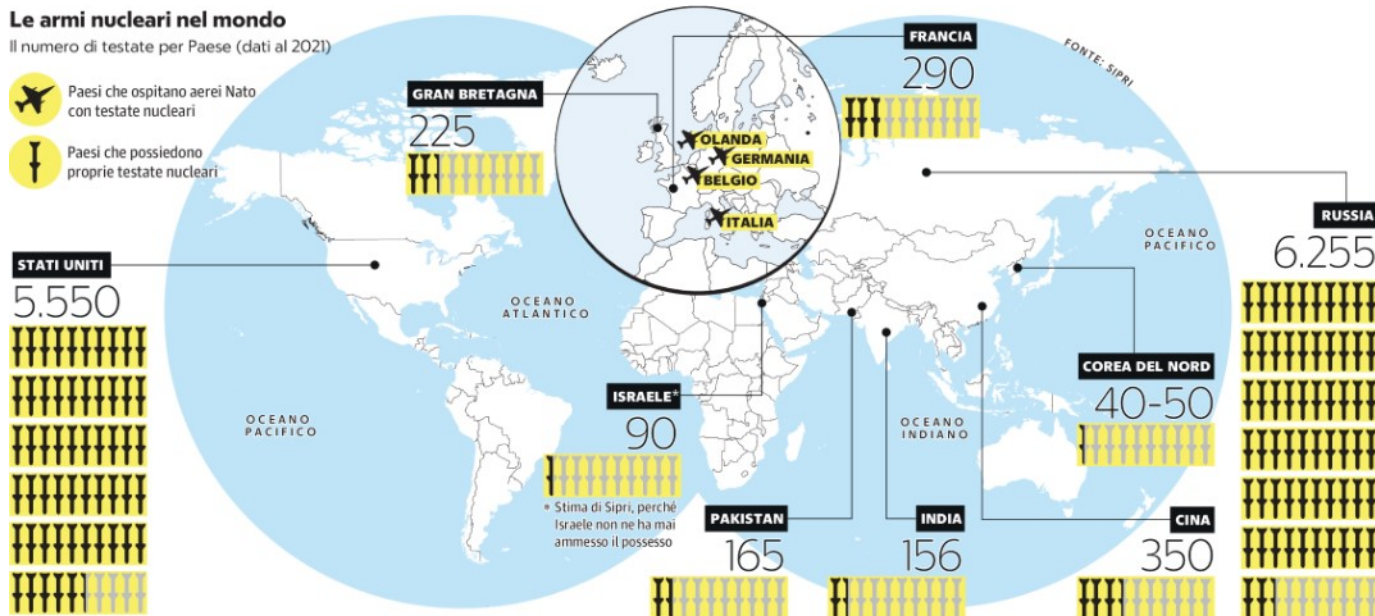 Le armi nucleari nel mondo
Il numero di testate per Paese (dati al 2021)
Paesi che ospitano aerei Nato
con testate nucleari
Paesi che possiedono
proprie testate nucleari
STATI UNITI
5.550
GRAN BRETAGNA
225
OLANDA
GERMANIA
BELGIO
ITALIA
FRANCIA
290
FONTE: SIPRI
RUSSIA
6.255
OCEANO
PACIFICO
OCEANO
ATLANTICO
OCEANO
PACIFICO
ISRAELE*
90
* Stima di Sipri, perché
Israele non ne ha mai
ammesso il possesso
OCEANO
INDIANO
COREA DEL NORD
40-50
PAKISTAN
165
INDIA
156
CINA
350